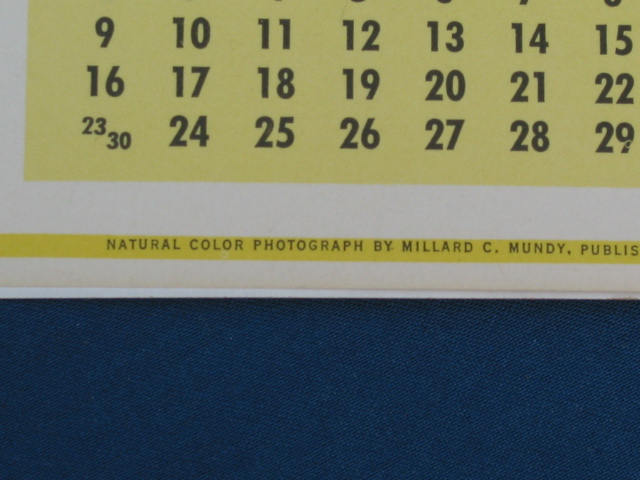 9 10 11 12 13 14 15
16 17 18 19 20 21 22
23 30 24 25 26 27 28 29
NATURAL COLOR PHOTOGRAPH BY MILLARD C. MUNDY, PUBLIS